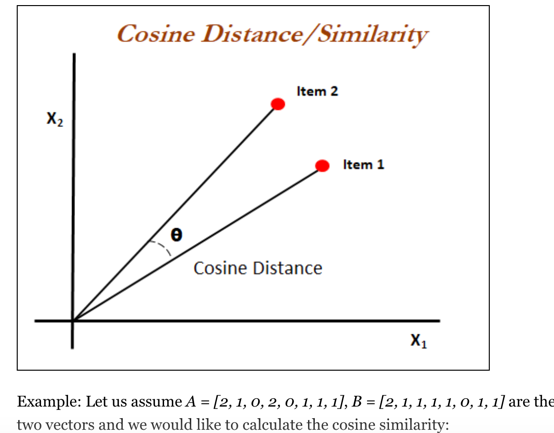 Cosine Distance/Similarity
Item 2
X₂
Item 1
θ
Cosine Distance
X₁
Example: Let us assume A = [2, 1, 0, 2, 0, 1, 1, 1], B = [2, 1, 1, 1, 1, 0, 1, 1] are the
two vectors and we would like to calculate the cosine similarity: